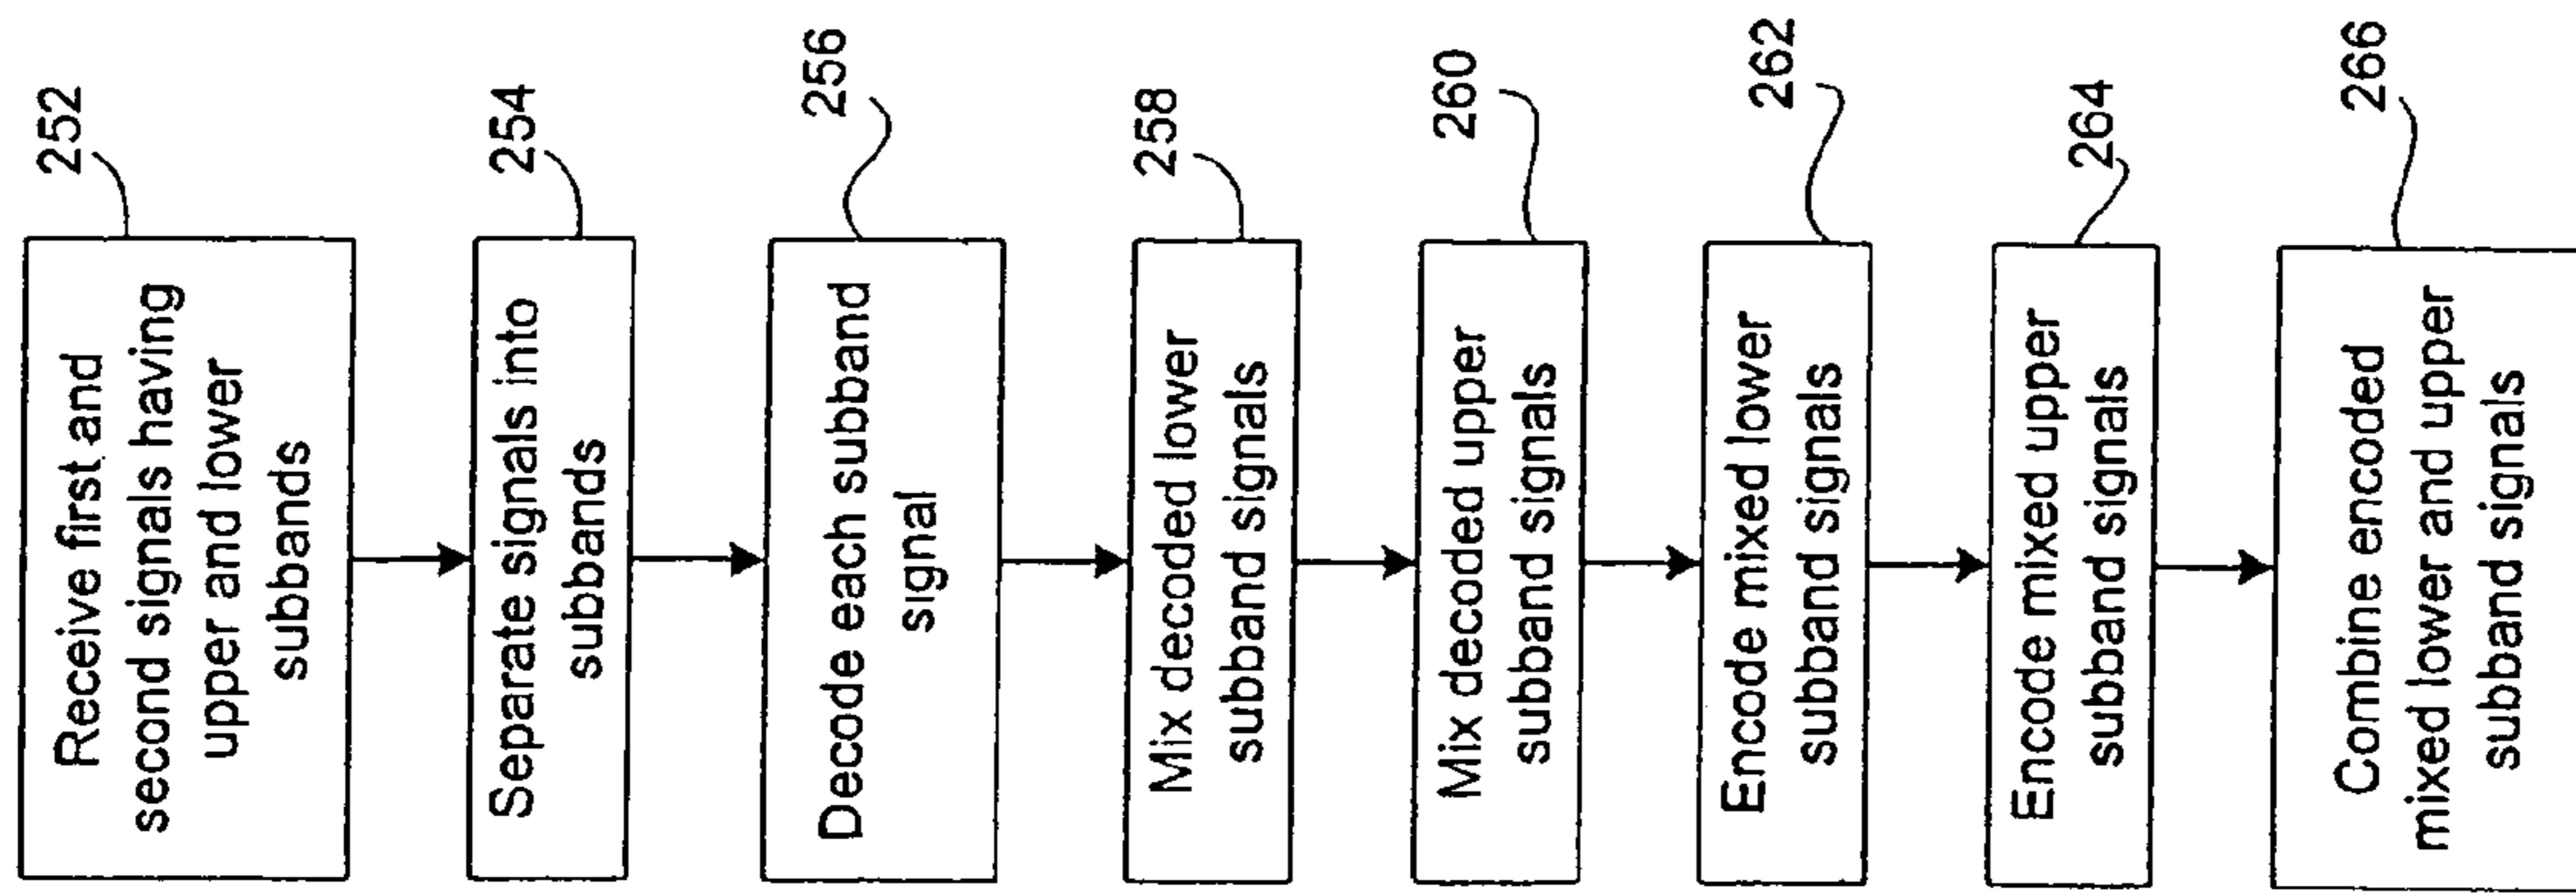 Receive first and
second signals having
upper and lower
subbands
252
Separate signals into
subbands
254
Decode each subband
signal
256
Mix decoded lower
subband signals
258
Mix decoded upper
subband signals
260
Encode mixed lower
subband signals
262
Encode mixed upper
subband signals
264
Combine encoded
mixed lower and upper
subband signals
266